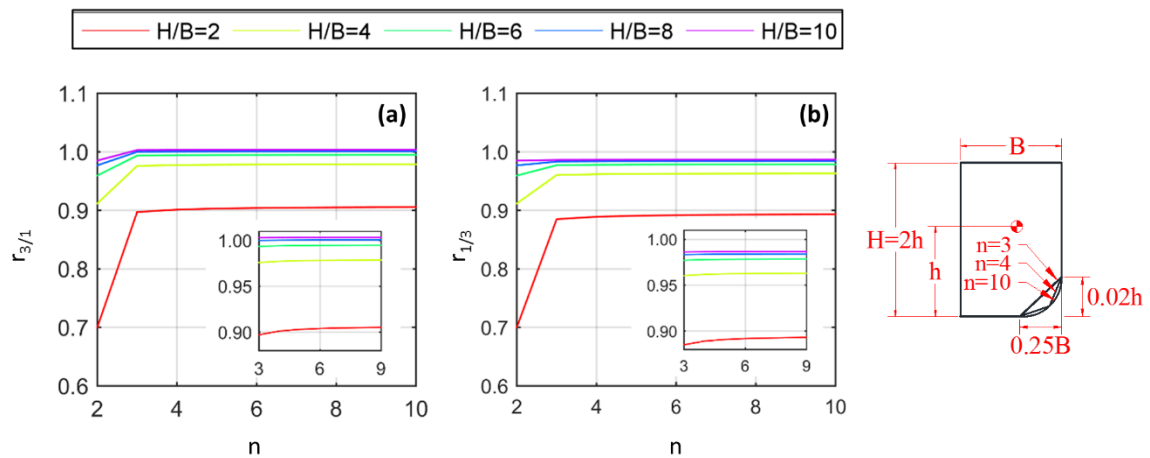 H/B=2 H/B=4 H/B=6 H/B=8 H/B=10
(a)
1.1
1.0
0.9
0.8
0.7
0.6
r3/1
2 4 6 8 10
n
1.00
0.95
0.90
3 6 9
(b)
1.1
1.0
0.9
0.8
0.7
0.6
r1/3
2 4 6 8 10
n
1.00
0.95
0.90
3 6 9
B
H=2h
h
n=3
n=4
n=10
0.02h
0.25B